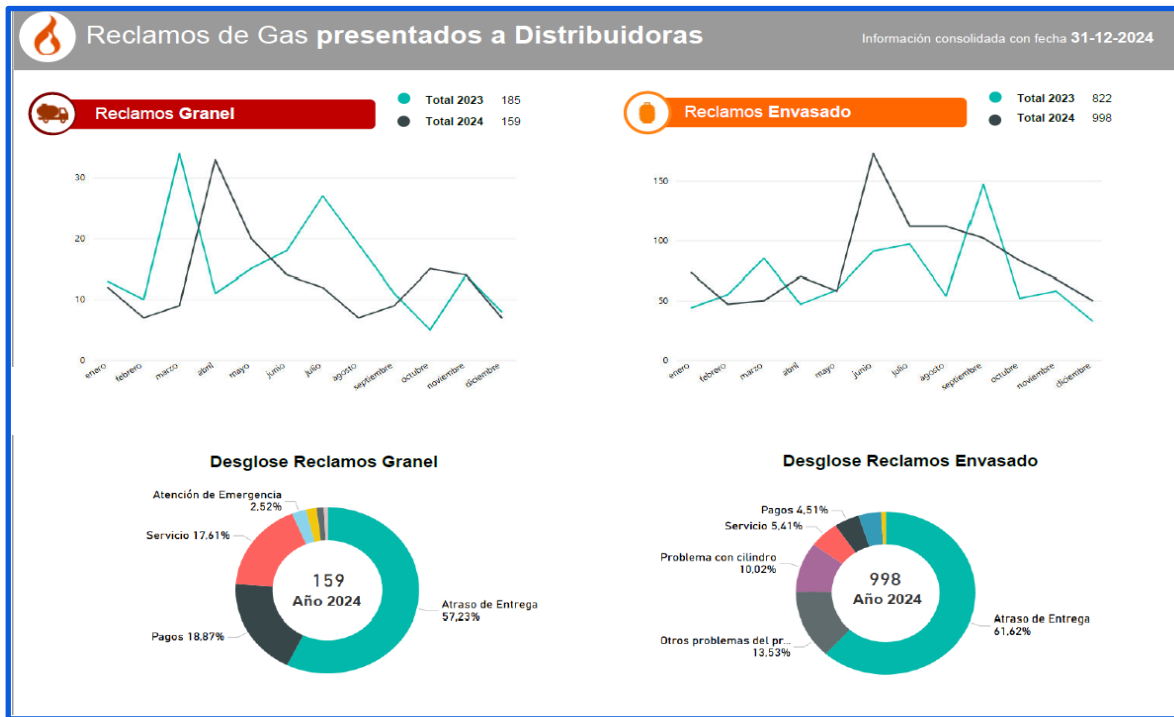 Reclamos de Gas presentados a Distribuidoras
Información consolidada con fecha 31-12-2024
Reclamos Granel
Total 2023 185
Total 2024 159
30
20
10
0
enero
febrero
marzo
abril
mayo
junio
julio
agosto
septiembre
octubre
noviembre
diciembre
Reclamos Envasado
Total 2023 822
Total 2024 998
150
100
50
0
enero
febrero
marzo
abril
mayo
junio
julio
agosto
septiembre
octubre
noviembre
diciembre
Desglose Reclamos Granel
Atención de Emergencia
2,52%
Servicio 17,61%
Pagos 18,87%
159
Año 2024
Atraso de Entrega
57,23%
Desglose Reclamos Envasado
Pagos 4,51%
Servicio 5,41%
Problema con cilindro
10,02%
Otros problemas del pr...
13,53%
998
Año 2024
Atraso de Entrega
61,62%